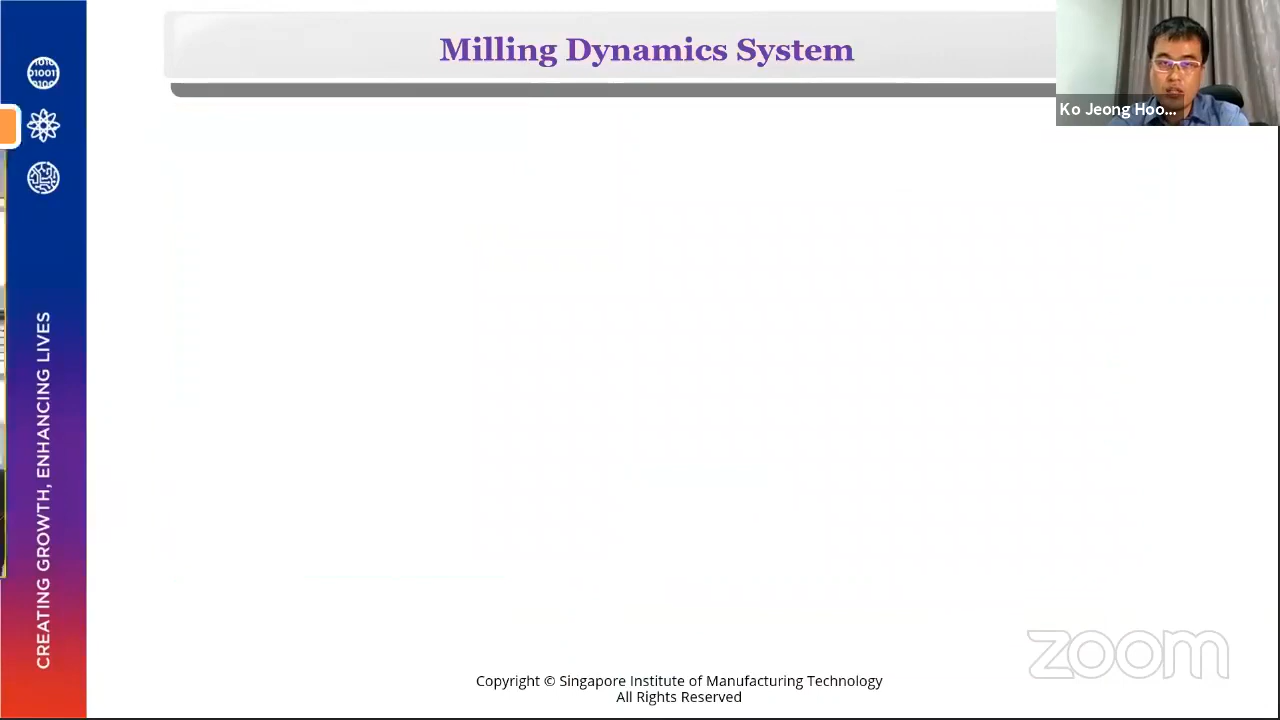 Milling Dynamics System
Ko Jeong Hoo...
CREATING GROWTH, ENHANCING LIVES
zoom
Copyright © Singapore Institute of Manufacturing Technology
All Rights Reserved